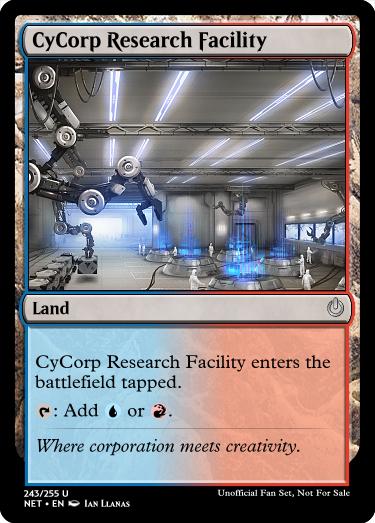 CyCorp Research Facility
Land
CyCorp Research Facility enters the
battlefield tapped.
: Add or .
Where corporation meets creativity.
243/255 U
NET • EN Ian Llanas
Unofficial Fan Set, Not For Sale